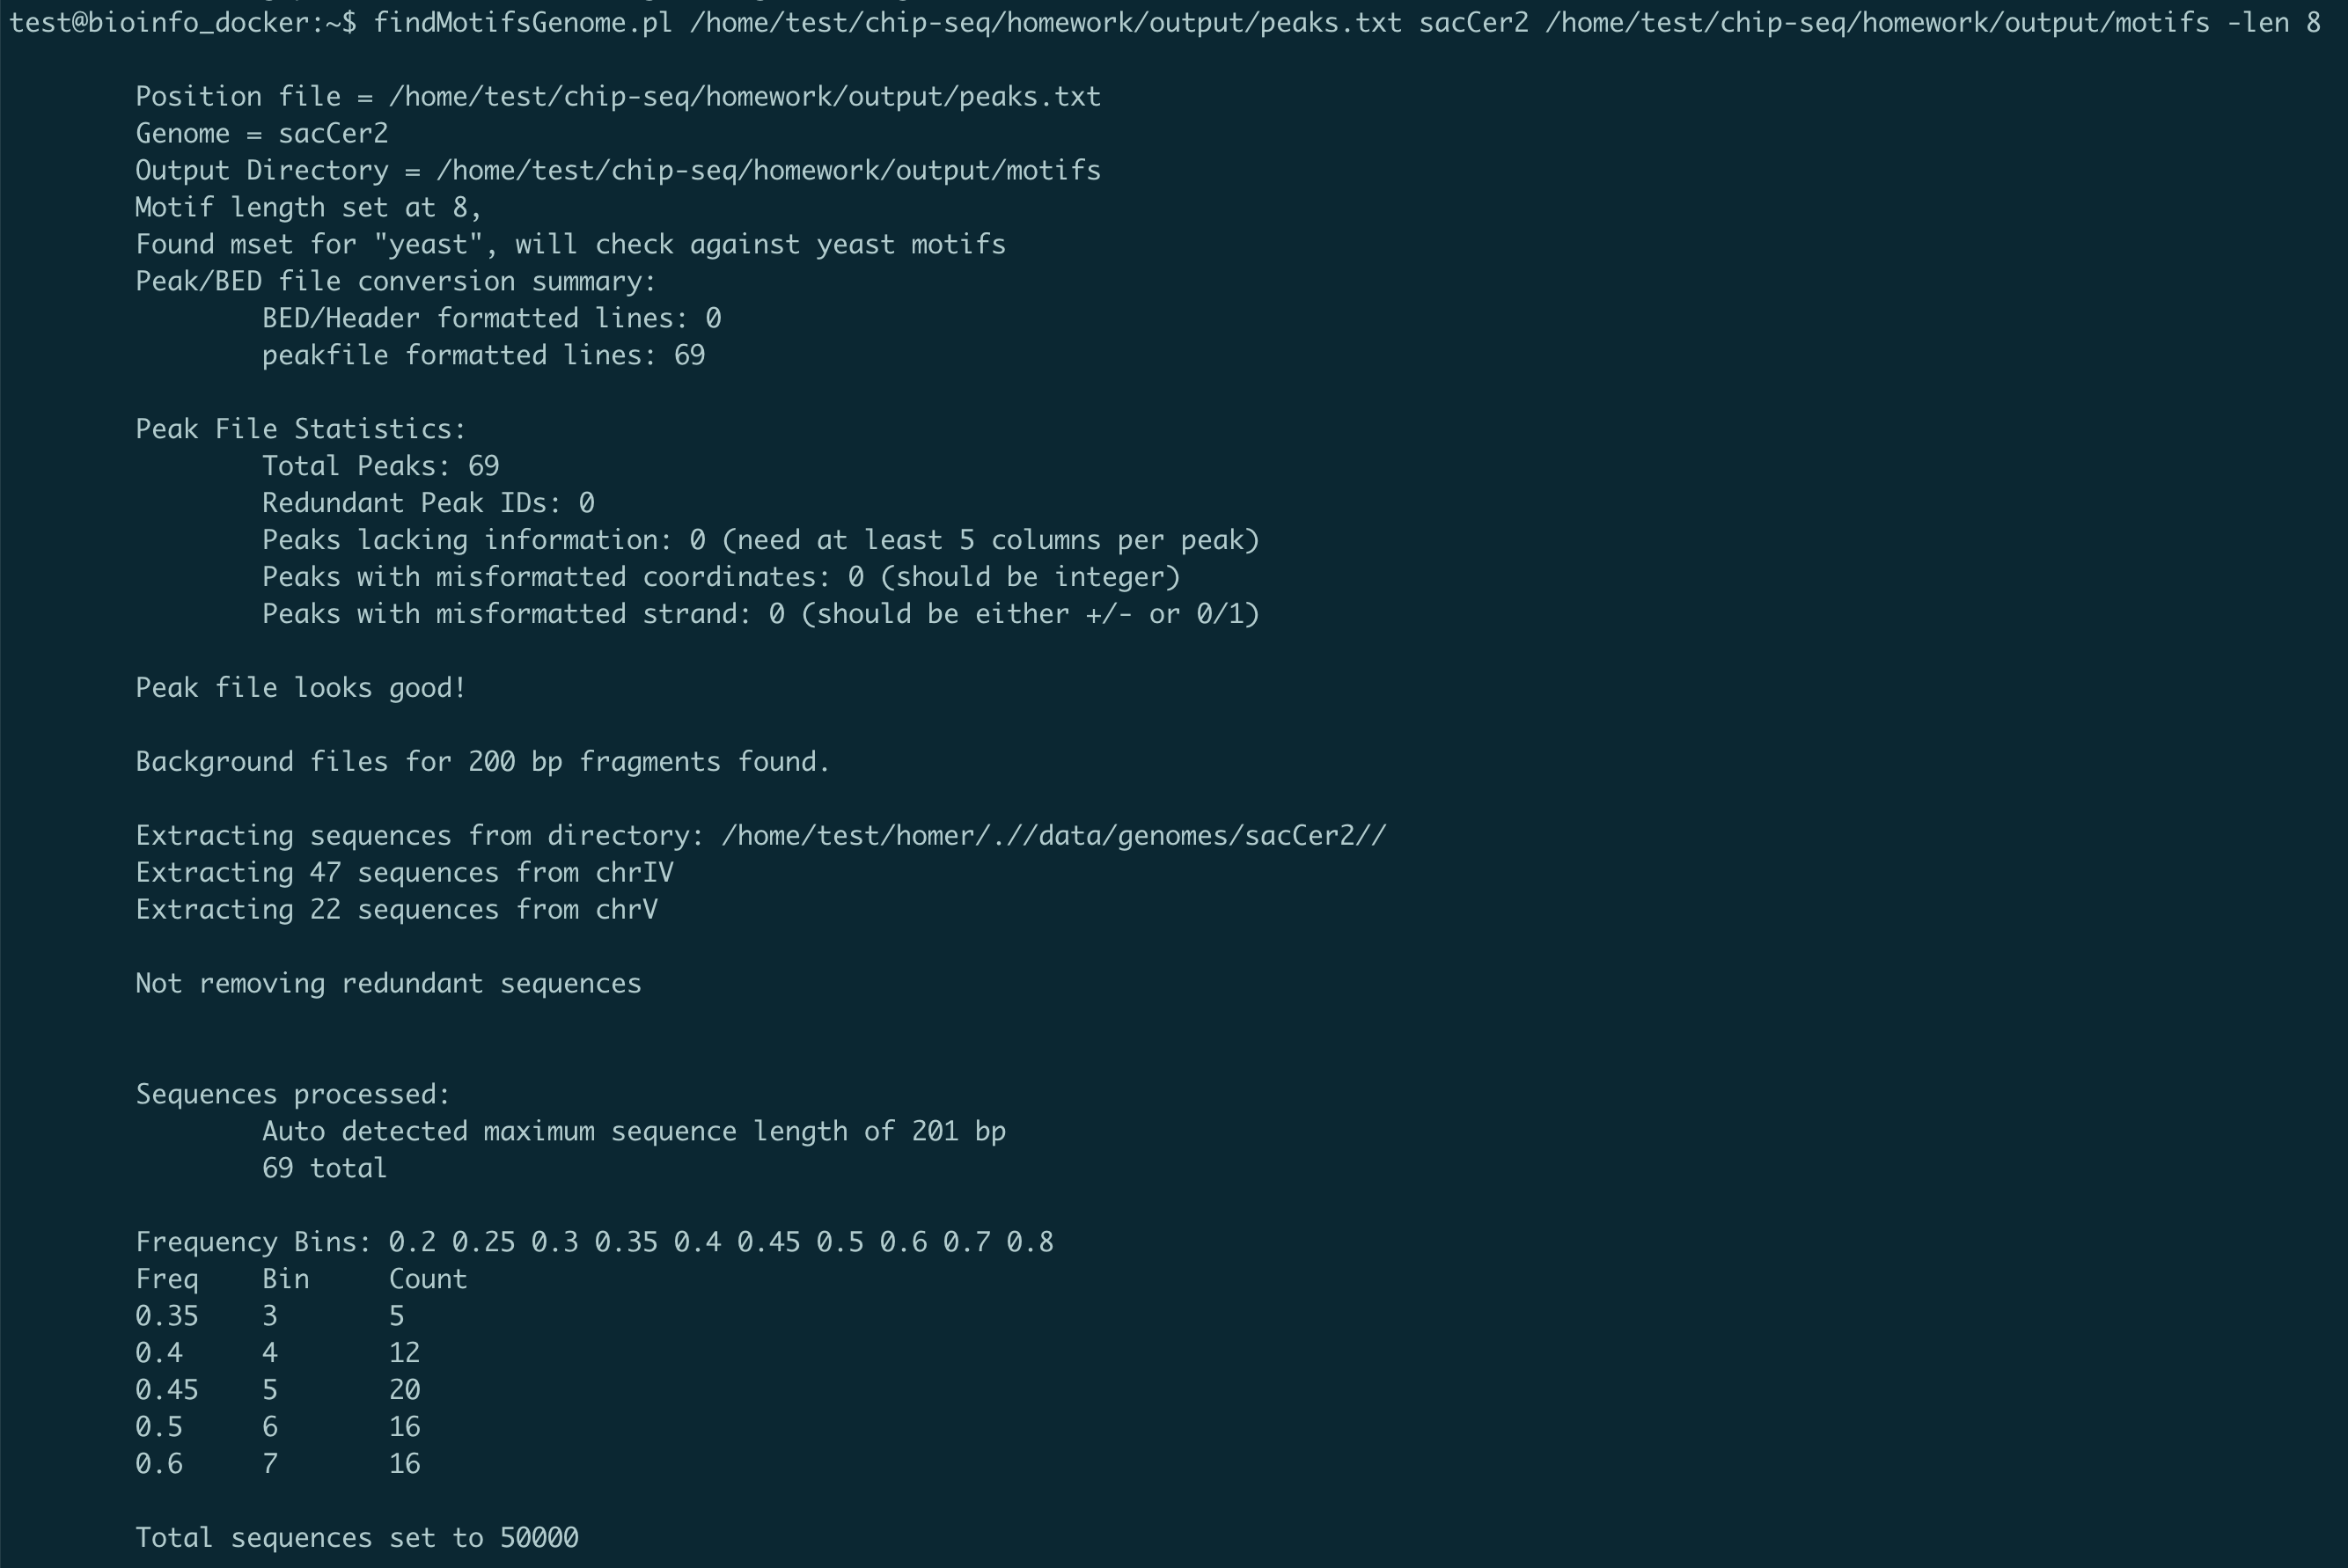 test@bioinfo_docker:~$ findMotifsGenome.pl /home/test/chip-seq/homework/output/peaks.txt sacCer2 /home/test/chip-seq/homework/output/motifs -len 8
Position file = /home/test/chip-seq/homework/output/peaks.txt
Genome = sacCer2
Output Directory = /home/test/chip-seq/homework/output/motifs
Motif length set at 8,
Found mset for "yeast", will check against yeast motifs
Peak/BED file conversion summary:
BED/Header formatted lines: 0
peakfile formatted lines: 69
Peak File Statistics:
Total Peaks: 69
Redundant Peak IDs: 0
Peaks lacking information: 0 (need at least 5 columns per peak)
Peaks with misformatted coordinates: 0 (should be integer)
Peaks with misformatted strand: 0 (should be either +/- or 0/1)
Peak file looks good!
Background files for 200 bp fragments found.
Extracting sequences from directory: /home/test/homer/.//data/genomes/sacCer2//
Extracting 47 sequences from chrIV
Extracting 22 sequences from chrV
Not removing redundant sequences
Sequences processed:
Auto detected maximum sequence length of 201 bp
69 total
Frequency Bins: 0.2 0.25 0.3 0.35 0.4 0.45 0.5 0.6 0.7 0.8
Freq Bin Count
0.35 3 5
0.4 4 12
0.45 5 20
0.5 6 16
0.6 7 16
Total sequences set to 50000